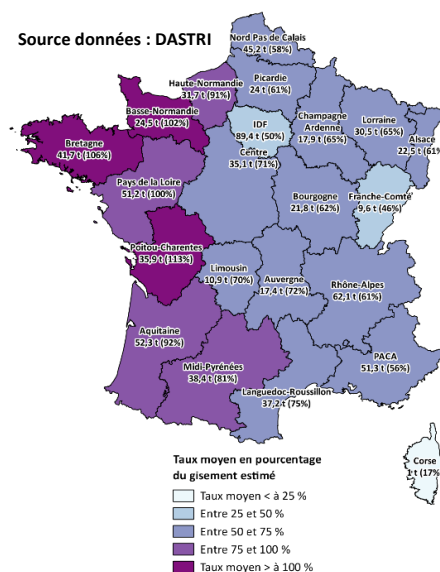 Source données : DASTRI
Nord Pas de Calais
45,2 t (58%)
Haute-Normandie
31,7 t (91%)
Picardie
24 t (61%)
Basse-Normandie
24,5 t (102%)
IDF
89,4 t (50%)
Champagne
Ardenne
17,9 t (65%)
Lorraine
30,5 t (65%)
Alsace
22,5 t (61%)
Bretagne
41,7 t (106%)
Centre
35,1 t (71%)
Pays de la Loire
51,2 t (100%)
Bourgogne
21,8 t (62%)
Franche-Comté
9,6 t (46%)
Poitou-Charentes
35,9 t (113%)
Limousin
10,9 t (70%)
Auvergne
17,4 t (72%)
Rhône-Alpes
62,1 t (61%)
Aquitaine
52,3 t (92%)
Midi-Pyrénées
38,4 t (81%)
PACA
51,3 t (56%)
Languedoc-Roussillon
37,2 t (75%)
Corse
1 t (17%)
Taux moyen en pourcentage
du gisement estimé
Taux moyen < à 25 %
Entre 25 et 50 %
Entre 50 et 75 %
Entre 75 et 100 %
Taux moyen > à 100 %